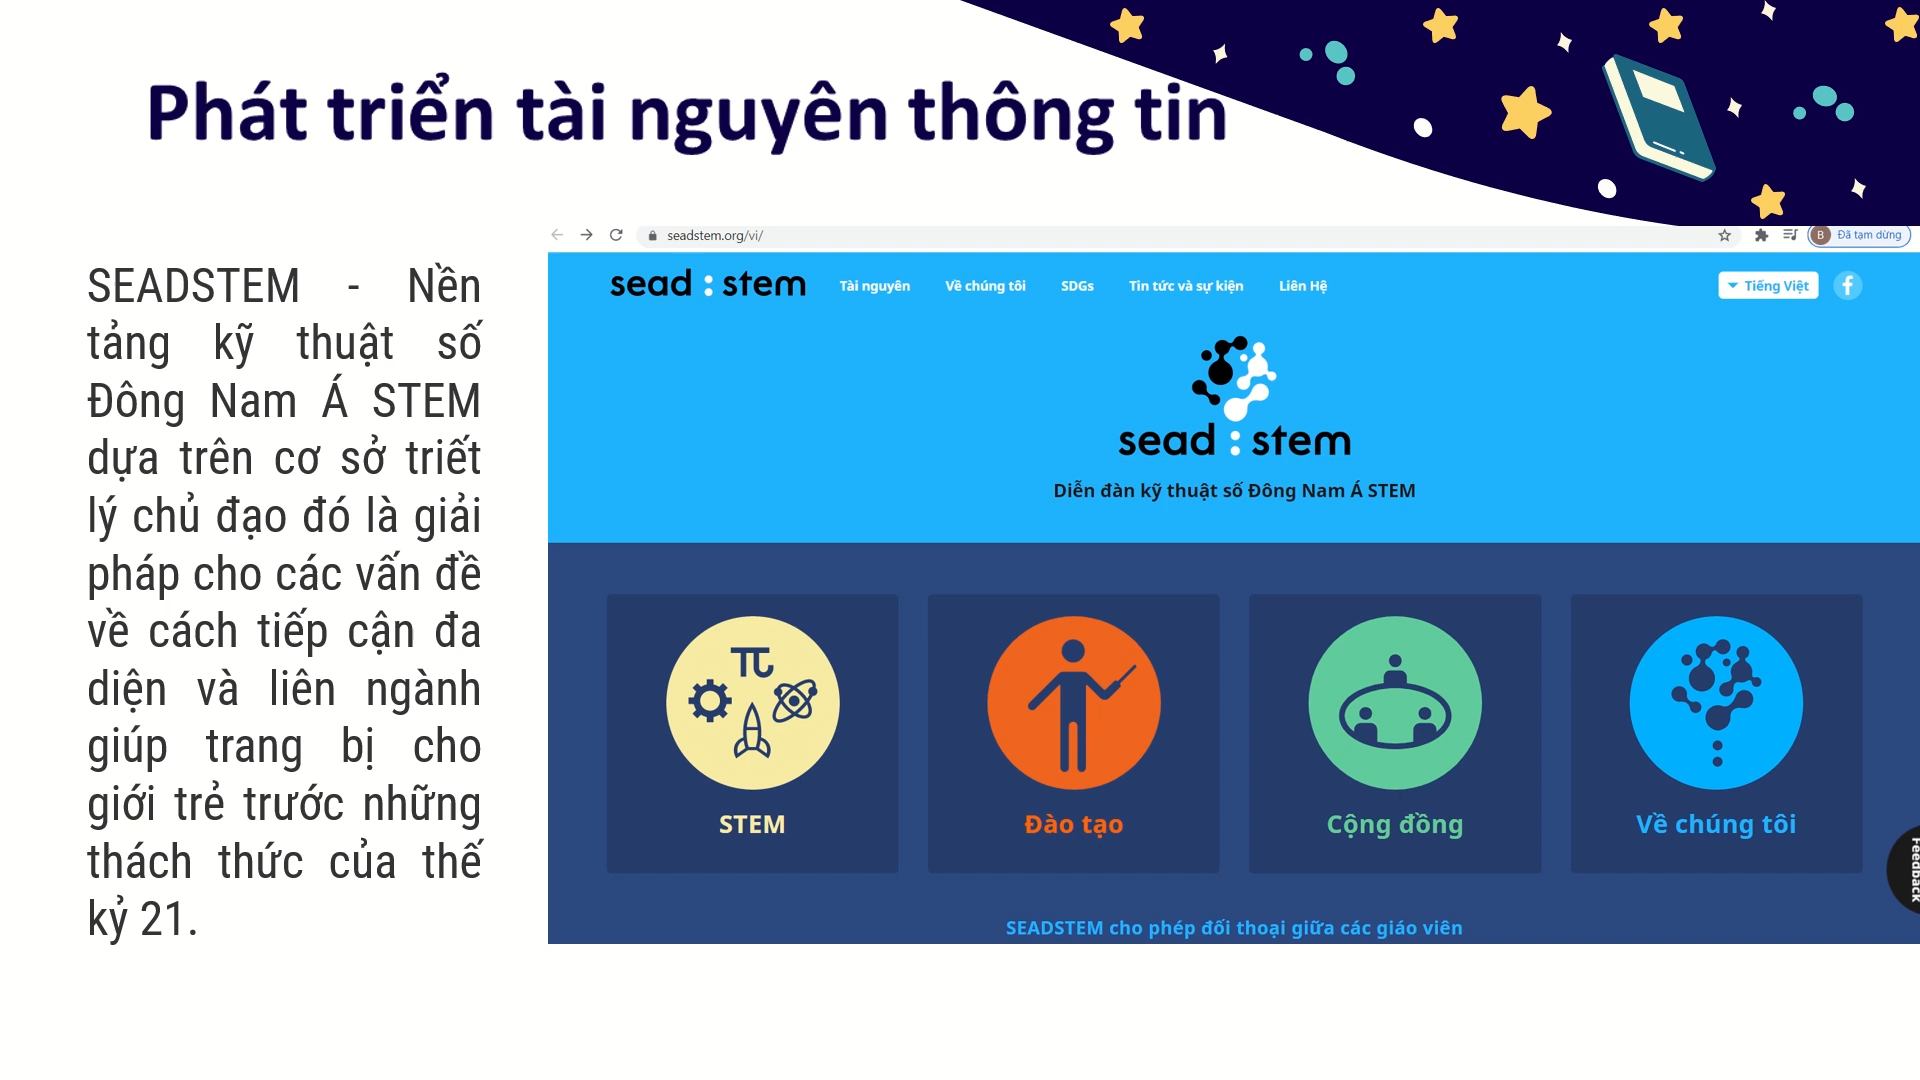 Phát triển tài nguyên thông tin
SEADSTEM - Nền
tảng kỹ thuật số
Đông Nam Á STEM
dựa trên cơ sở triết
lý chủ đạo đó là giải
pháp cho các vấn đề
về cách tiếp cận đa
diện và liên ngành
giúp trang bị cho
giới trẻ trước những
thách thức của thế
kỷ 21.
seadstem.org/vi/
B Đã tạm dừng
sead : stem
Tài nguyên Về chúng tôi SDGs Tin tức và sự kiện Liên Hệ
Tiếng Việt
sead : stem
Diễn đàn kỹ thuật số Đông Nam Á STEM
STEM
Đào tạo
Cộng đồng
Về chúng tôi
Feedback
SEADSTEM cho phép đối thoại giữa các giáo viên